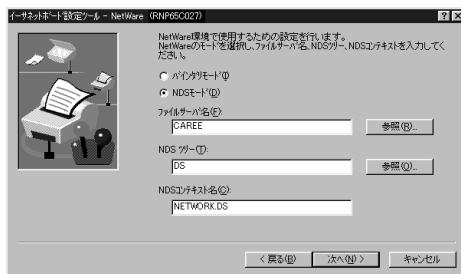 イーサネットボード設定ツール - NetWare (RNP65C027)
NetWare環境で使用するための設定を行います。
NetWareのモードを選択し、ファイルサーバ名、NDSツリー、NDSコンテキストを入力してく
ださい。
バインダリモード(I)
NDSモード(D)
ファイルサーバ名(F):
CAREE
参照(R)...
NDS ツリー(T):
DS
参照(O)...
NDSコンテキスト名(C):
NETWORK.DS
< 戻る(B)
次へ(N) >
キャンセル